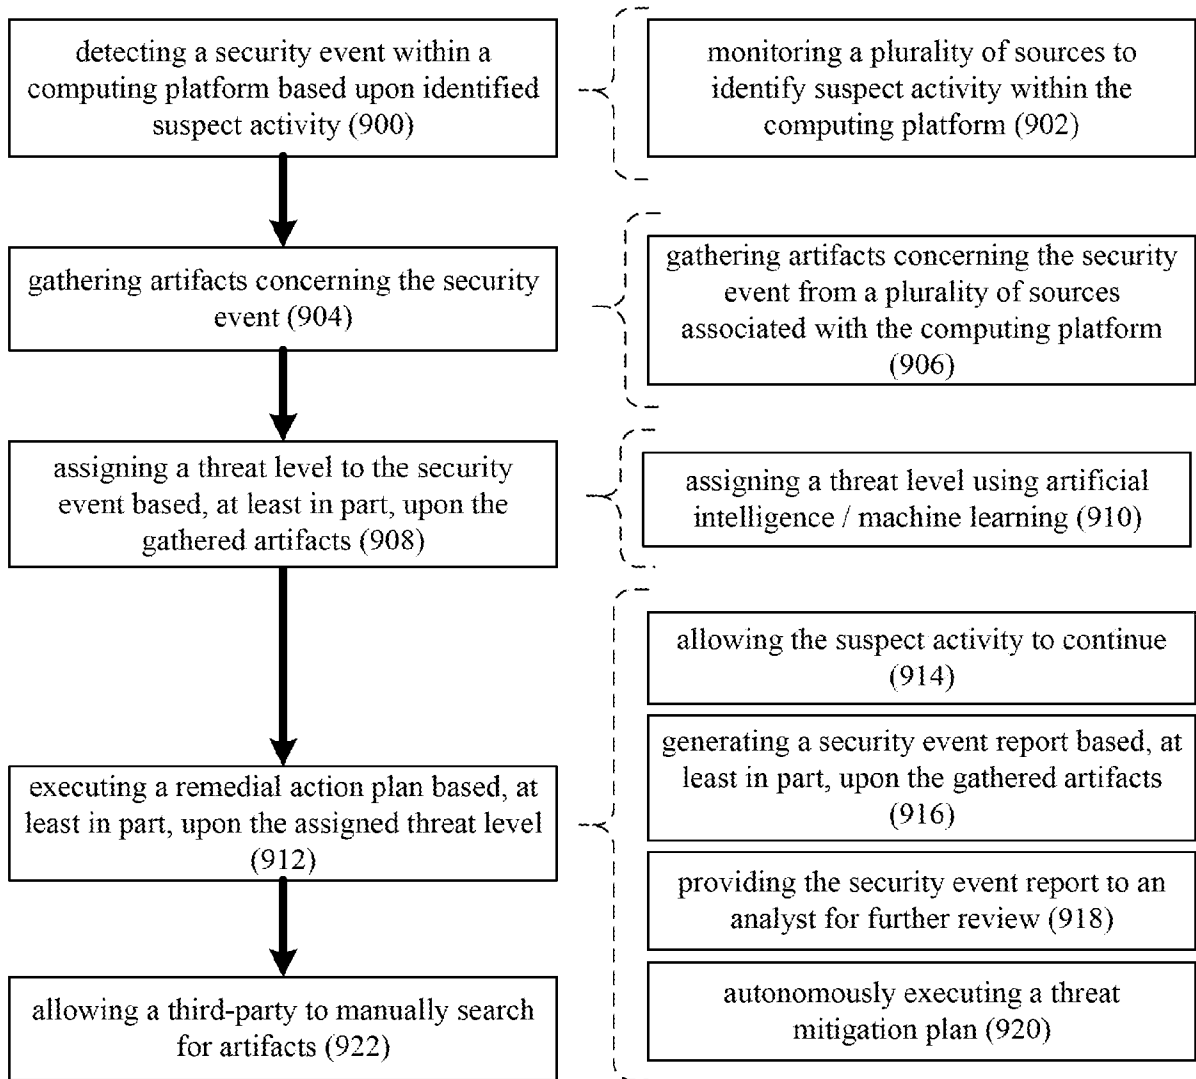 detecting a security event within a
computing platform based upon identified
suspect activity (900)
monitoring a plurality of sources to
identify suspect activity within the
computing platform (902)
gathering artifacts concerning the security
event (904)
gathering artifacts concerning the security
event from a plurality of sources
associated with the computing platform
(906)
assigning a threat level to the security
event based, at least in part, upon the
gathered artifacts (908)
assigning a threat level using artificial
intelligence / machine learning (910)
executing a remedial action plan based, at
least in part, upon the assigned threat level
(912)
allowing the suspect activity to continue
(914)
generating a security event report based, at
least in part, upon the gathered artifacts
(916)
providing the security event report to an
analyst for further review (918)
autonomously executing a threat
mitigation plan (920)
allowing a third-party to manually search
for artifacts (922)